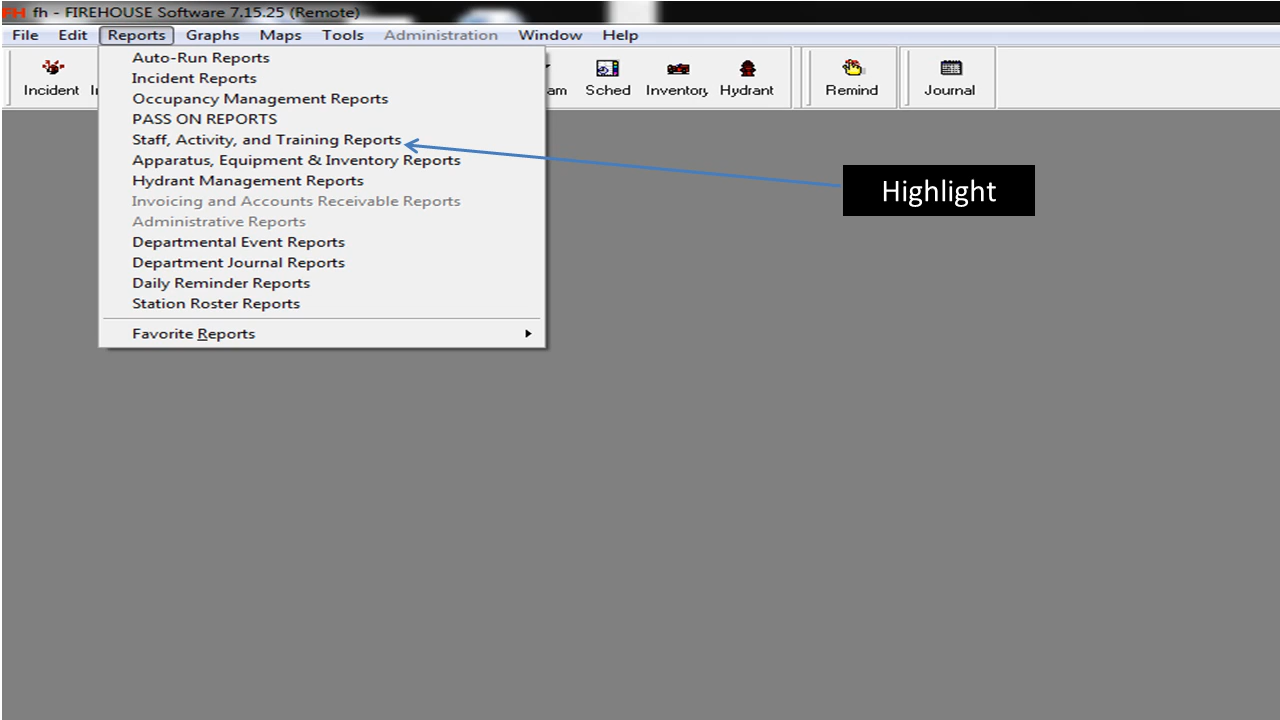 FH fh - FIREHOUSE Software 7.15.25 (Remote)
File Edit Reports Graphs Maps Tools Administration Window Help
Incident Sched Inventory Hydrant Remind Journal
Auto-Run Reports
Incident Reports
Occupancy Management Reports
PASS ON REPORTS
Staff, Activity, and Training Reports
Apparatus, Equipment & Inventory Reports
Hydrant Management Reports
Invoicing and Accounts Receivable Reports
Administrative Reports
Departmental Event Reports
Department Journal Reports
Daily Reminder Reports
Station Roster Reports
Favorite Reports
Highlight